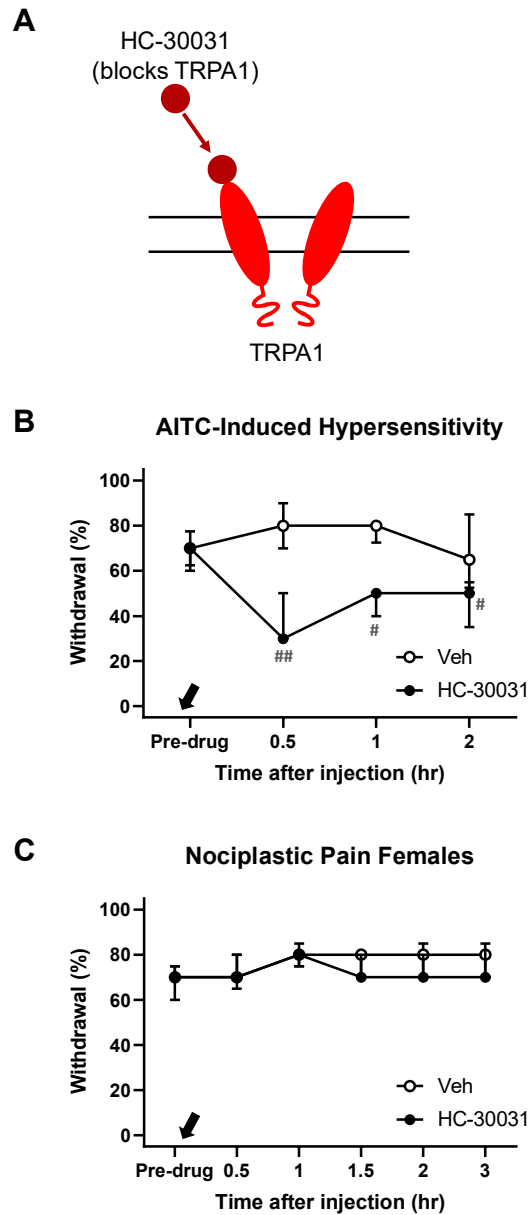 A
HC-30031
(blocks TRPA1)
TRPA1
B
AITC-Induced Hypersensitivity
Withdrawal (%)
100
80
60
40
20
0
##
#
#
Veh
HC-30031
Pre-drug 0.5 1 2
Time after injection (hr)
C
Nociplastic Pain Females
Withdrawal (%)
100
80
60
40
20
0
Veh
HC-30031
Pre-drug 0.5 1 1.5 2 3
Time after injection (hr)